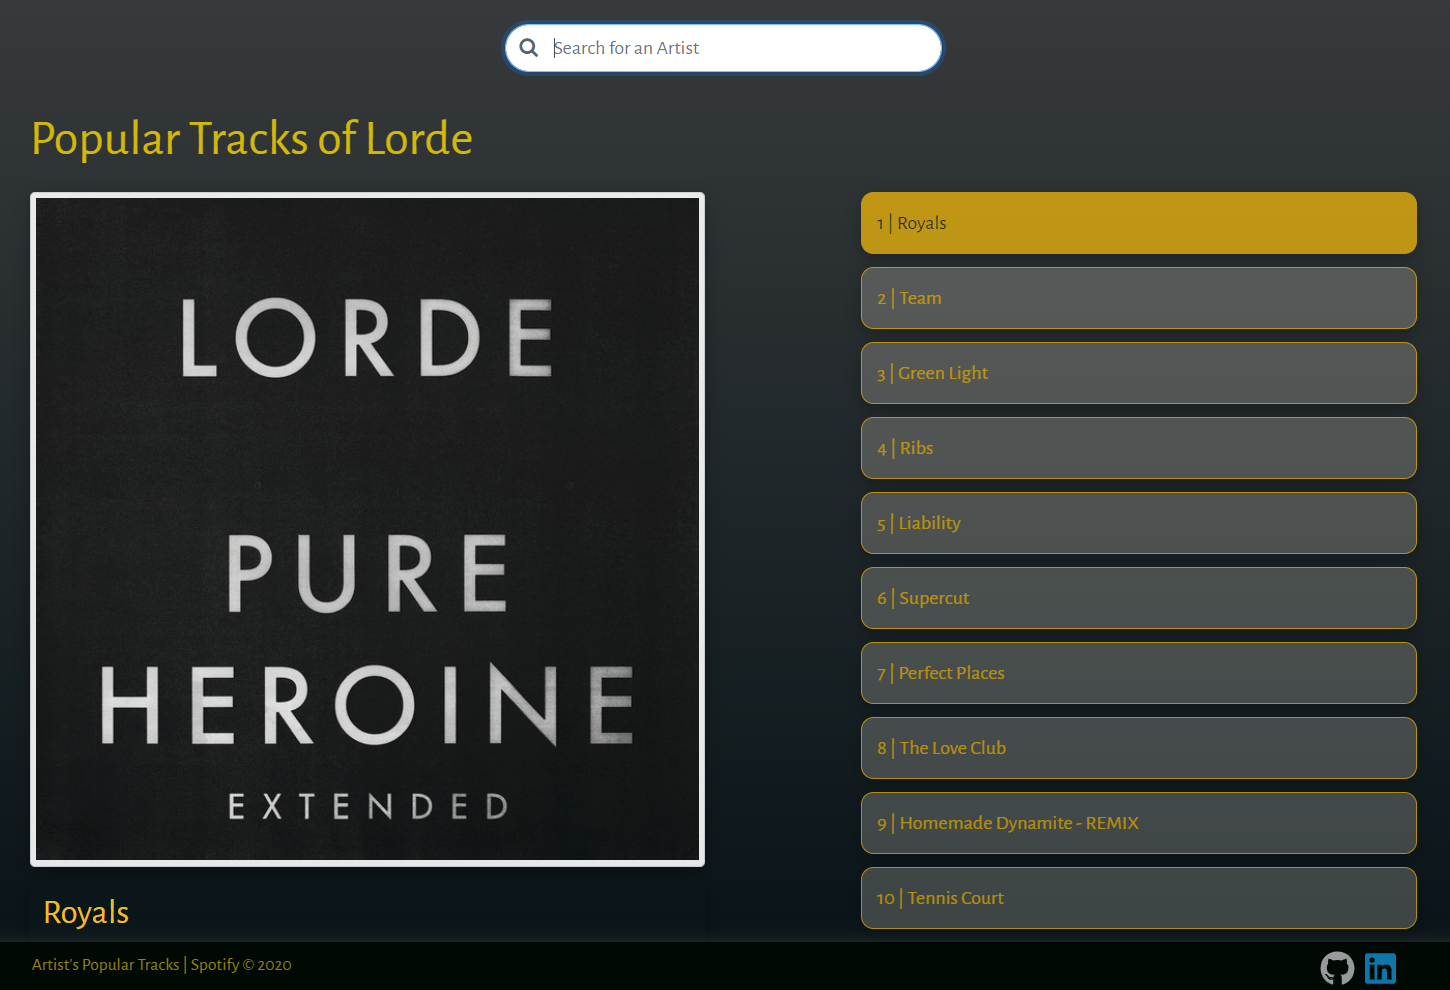 Search for an Artist
Popular Tracks of Lorde
LORDE
PURE
HEROINE
EXTENDED
Royals
1 | Royals
2 | Team
3 | Green Light
4 | Ribs
5 | Liability
6 | Supercut
7 | Perfect Places
8 | The Love Club
9 | Homemade Dynamite - REMIX
10 | Tennis Court
Artist's Popular Tracks | Spotify © 2020
in